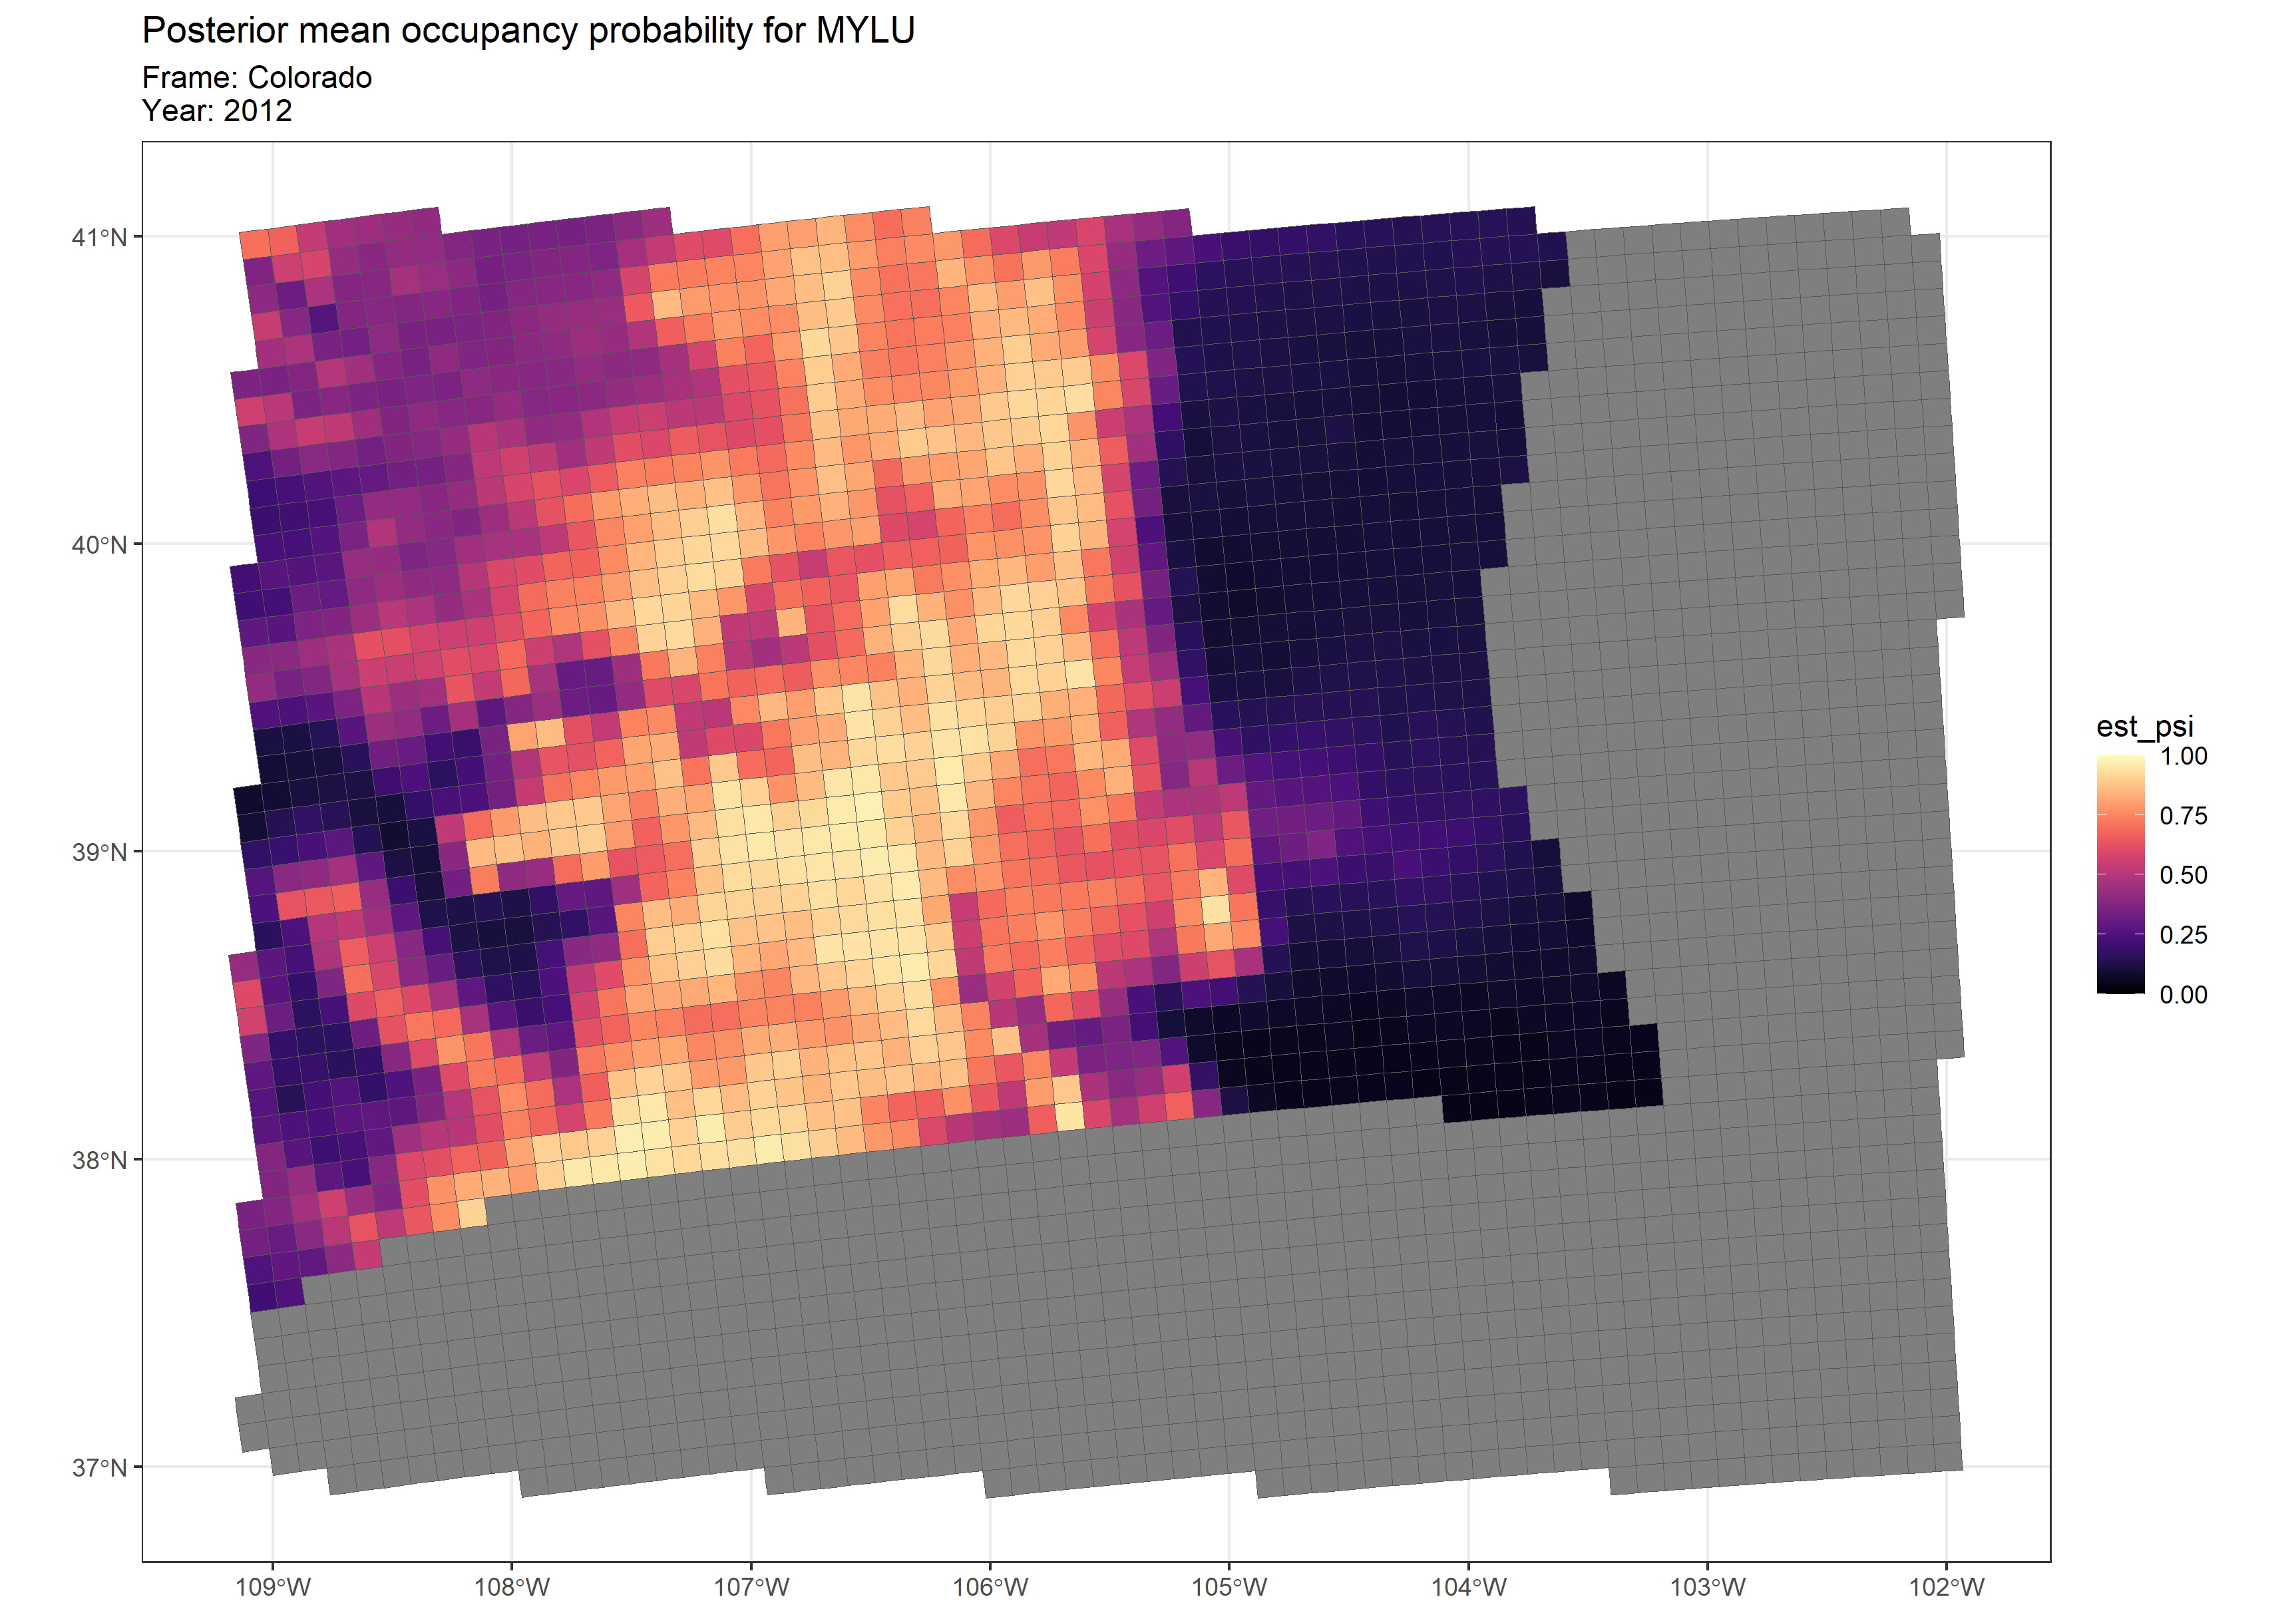 Posterior mean occupancy probability for MYLU
Frame: Colorado
Year: 2012
41°N
40°N
39°N
38°N
37°N
109°W
108°W
107°W
106°W
105°W
104°W
103°W
102°W
est_psi
1.00
0.75
0.50
0.25
0.00